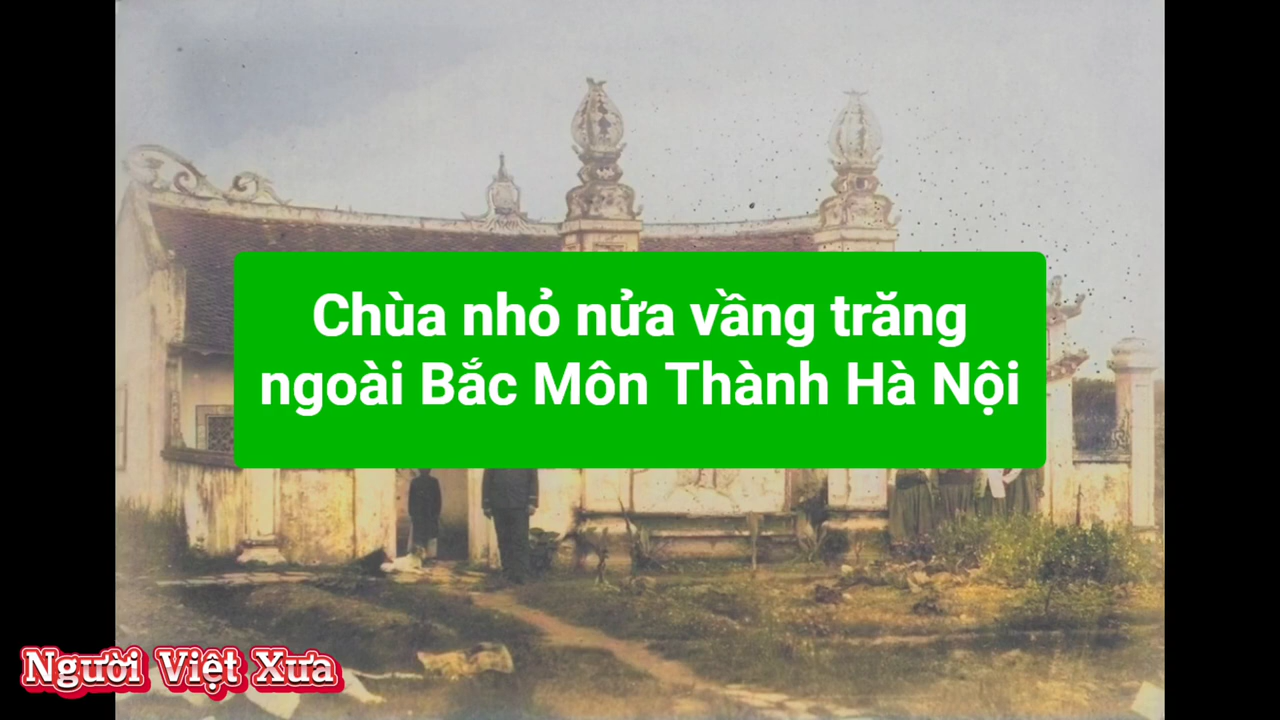 Chùa nhỏ nửa vầng trăng
ngoài Bắc Môn Thành Hà Nội
Người Việt Xưa